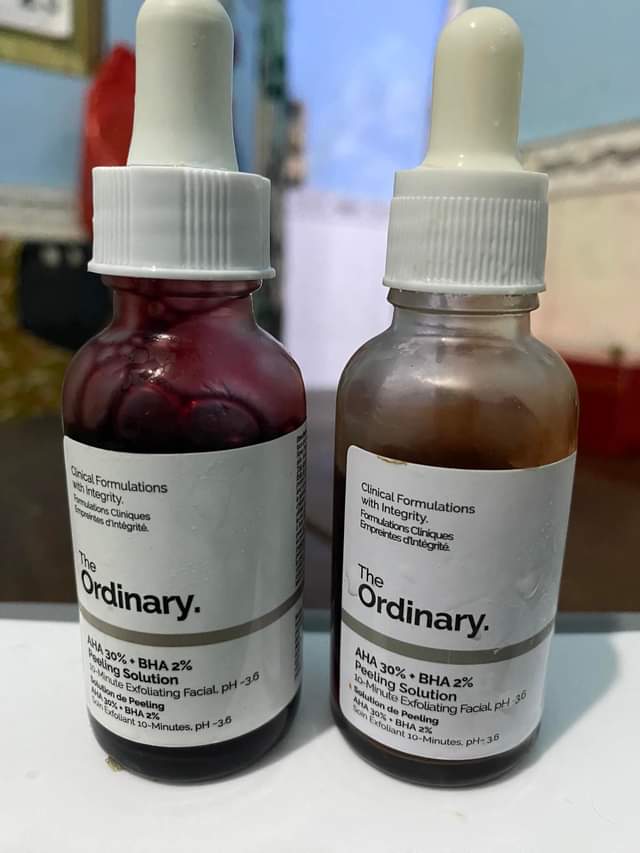 Clinical Formulations
with Integrity.
Formulations Cliniques
Empreintes d'Intégrité.
The
Ordinary.
AHA 30% + BHA 2%
Peeling Solution
10-Minute Exfoliating Facial, pH ~3.6
Solution de Peeling
AHA 30% + BHA 2%
Soin Exfoliant 10-Minutes, pH ~3.6
Clinical Formulations
with Integrity.
Formulations Cliniques
Empreintes d'Intégrité.
The
Ordinary.
AHA 30% + BHA 2%
Peeling Solution
10-Minute Exfoliating Facial, pH ~3.6
Solution de Peeling
AHA 30% + BHA 2%
Soin Exfoliant 10-Minutes, pH~ 3.6